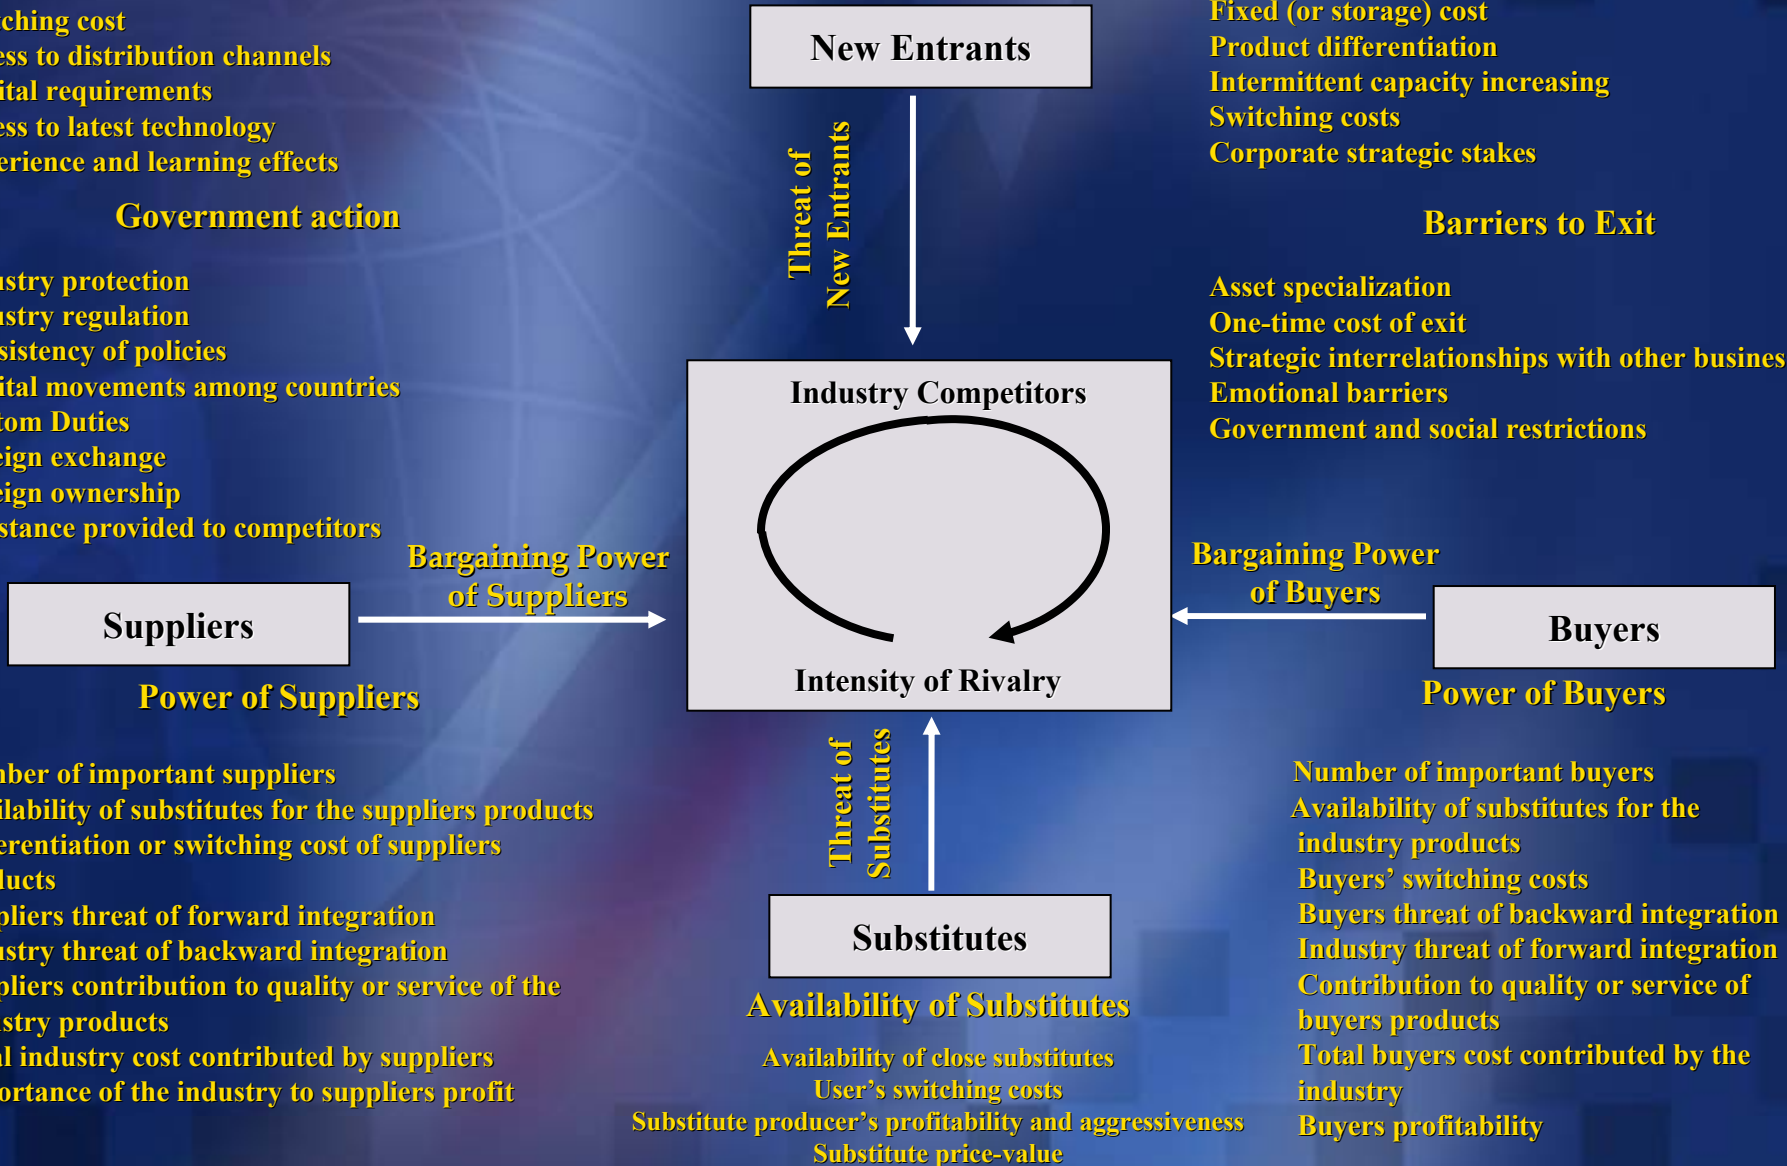 tching cost
ess to distribution channels
ital requirements
ess to latest technology
erience and learning effects
Government action
ustry protection
ustry regulation
sistency of policies
ital movements among countries
tom Duties
eign exchange
eign ownership
istance provided to competitors
New Entrants
Threat of
New Entrants
Fixed (or storage) cost
Product differentiation
Intermittent capacity increasing
Switching costs
Corporate strategic stakes
Barriers to Exit
Asset specialization
One-time cost of exit
Strategic interrelationships with other busines
Emotional barriers
Government and social restrictions
Industry Competitors
Intensity of Rivalry
Bargaining Power
of Suppliers
Suppliers
Bargaining Power
of Buyers
Buyers
Power of Suppliers
mber of important suppliers
ilability of substitutes for the suppliers products
erentiation or switching cost of suppliers
ducts
pliers threat of forward integration
ustry threat of backward integration
pliers contribution to quality or service of the
ustry products
al industry cost contributed by suppliers
ortance of the industry to suppliers profit
Threat of
Substitutes
Substitutes
Availability of Substitutes
Availability of close substitutes
User’s switching costs
Substitute producer’s profitability and aggressiveness
Substitute price-value
Power of Buyers
Number of important buyers
Availability of substitutes for the
industry products
Buyers’ switching costs
Buyers threat of backward integration
Industry threat of forward integration
Contribution to quality or service of
buyers products
Total buyers cost contributed by the
industry
Buyers profitability